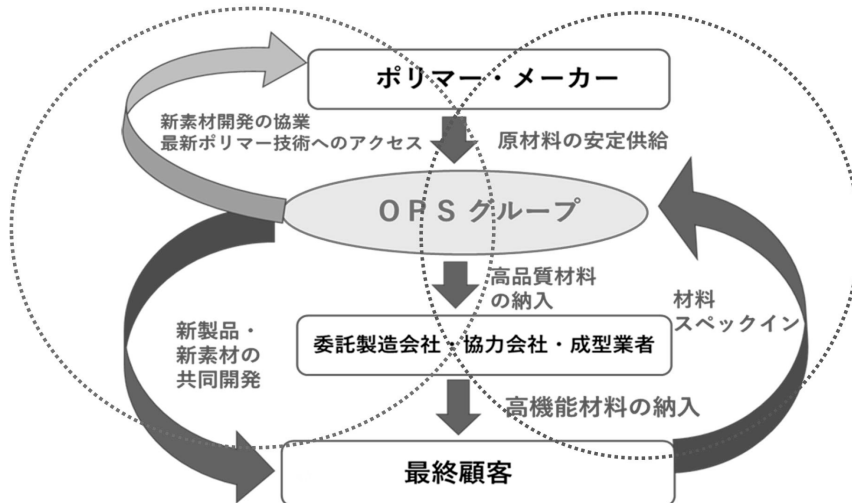 ポリマー・メーカー
新素材開発の協業
最新ポリマー技術へのアクセス
原材料の安定供給
ＯＰＳグループ
高品質材料
の納入
材料
スペックイン
新製品・
新素材の
共同開発
委託製造会社・協力会社・成型業者
高機能材料の納入
最終顧客